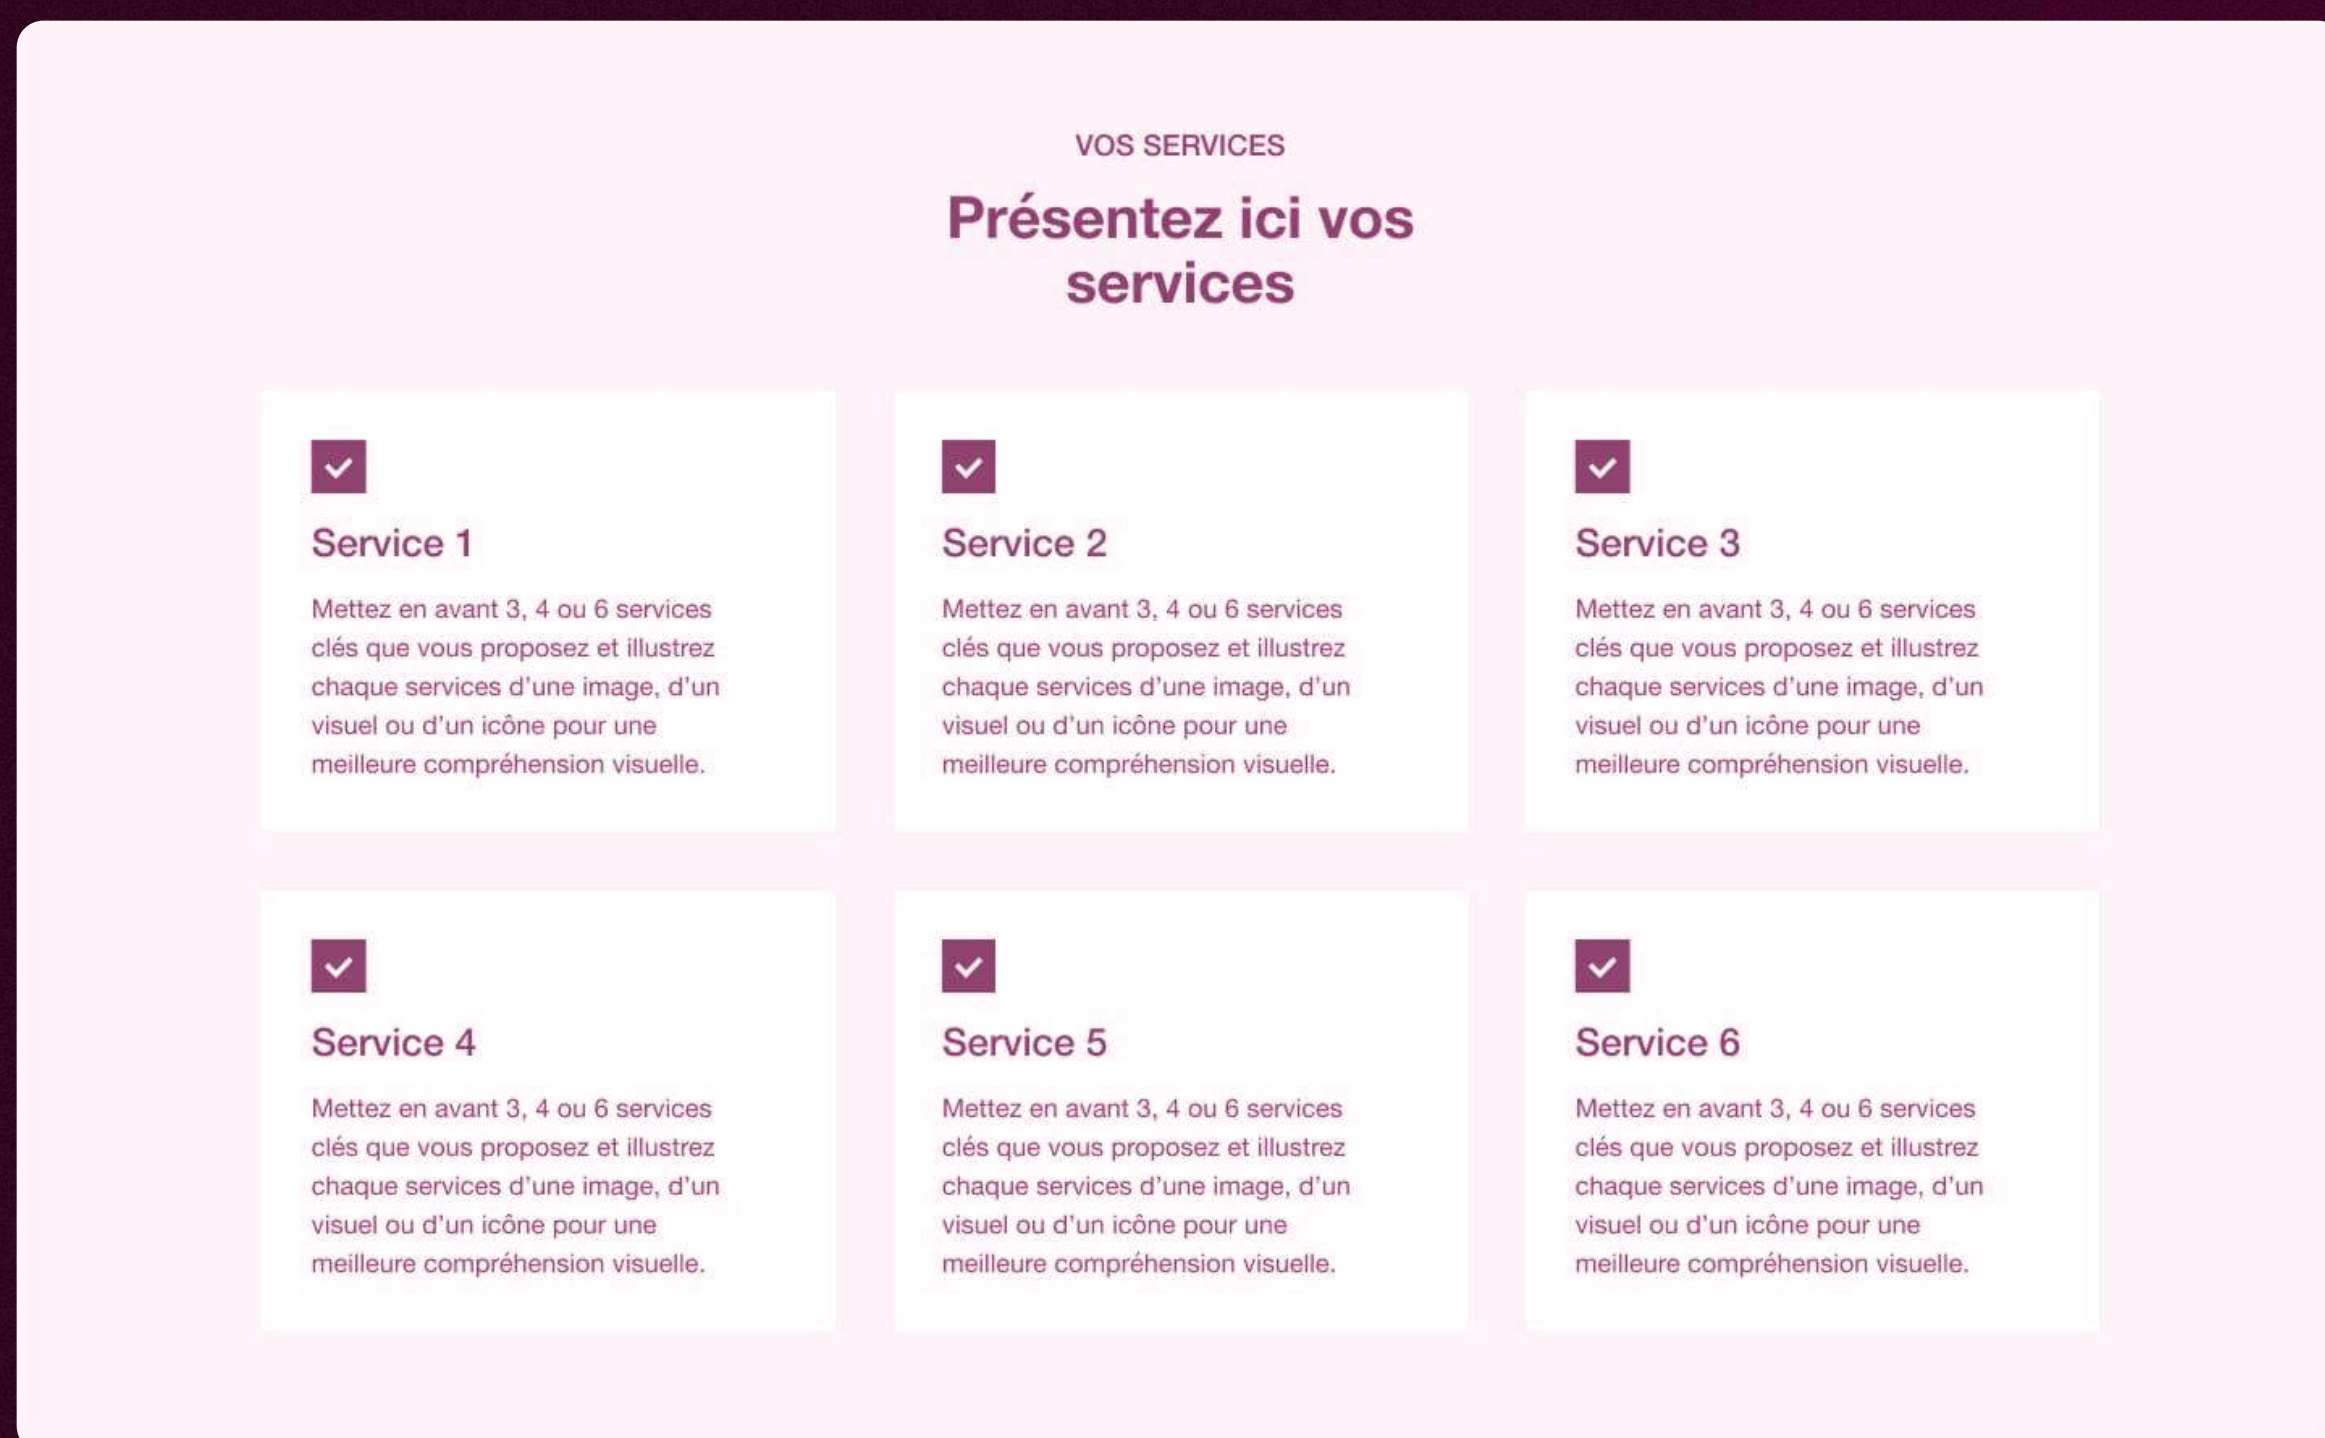 VOS SERVICES
Présentez ici vos
services
Service 1
Mettez en avant 3, 4 ou 6 services
clés que vous proposez et illustrez
chaque services d'une image, d'un
visuel ou d'un icône pour une
meilleure compréhension visuelle.
Service 2
Mettez en avant 3, 4 ou 6 services
clés que vous proposez et illustrez
chaque services d'une image, d'un
visuel ou d'un icône pour une
meilleure compréhension visuelle.
Service 3
Mettez en avant 3, 4 ou 6 services
clés que vous proposez et illustrez
chaque services d'une image, d'un
visuel ou d'un icône pour une
meilleure compréhension visuelle.
Service 4
Mettez en avant 3, 4 ou 6 services
clés que vous proposez et illustrez
chaque services d'une image, d'un
visuel ou d'un icône pour une
meilleure compréhension visuelle.
Service 5
Mettez en avant 3, 4 ou 6 services
clés que vous proposez et illustrez
chaque services d'une image, d'un
visuel ou d'un icône pour une
meilleure compréhension visuelle.
Service 6
Mettez en avant 3, 4 ou 6 services
clés que vous proposez et illustrez
chaque services d'une image, d'un
visuel ou d'un icône pour une
meilleure compréhension visuelle.